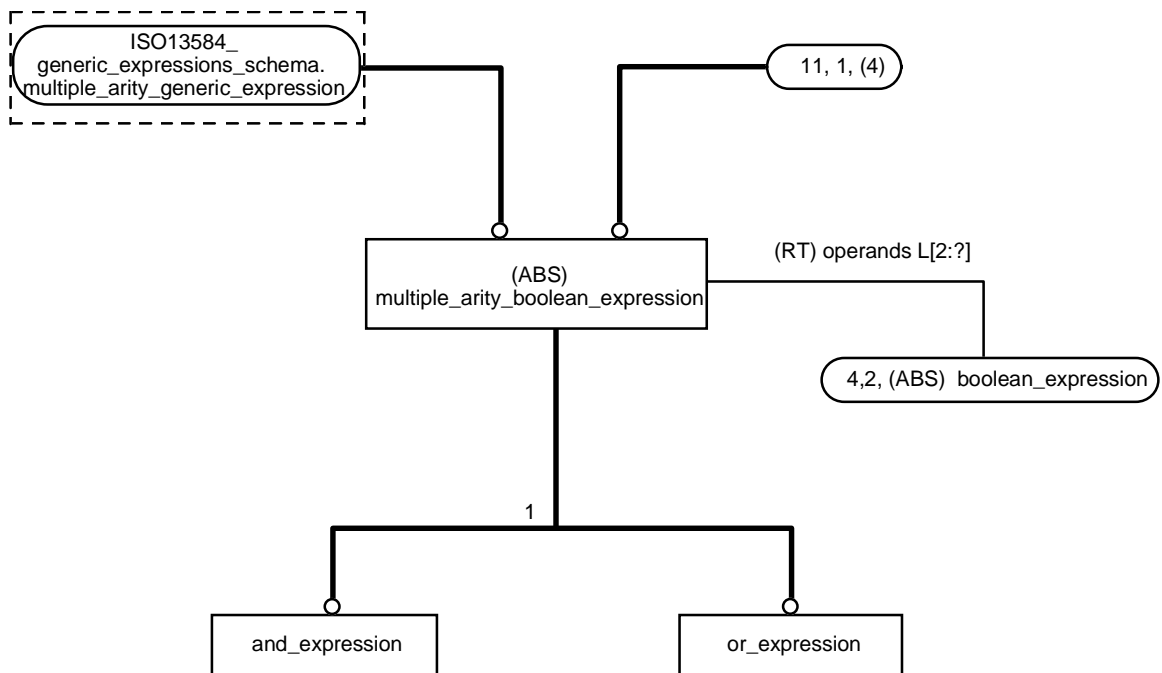 ISO13584_
generic_expressions_schema.
multiple_arity_generic_expression
11, 1, (4)
(ABS)
multiple_arity_boolean_expression
(RT) operands L[2:?]
4,2, (ABS) boolean_expression
1
and_expression
or_expression